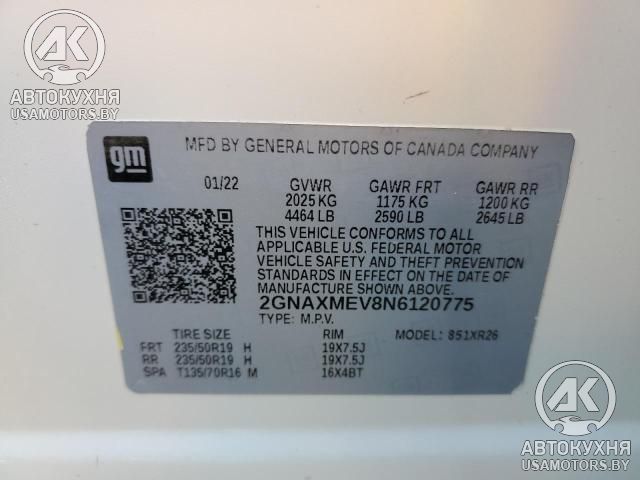 АК
АВТОКУХНЯ
USAMOTORS.BY
gm
MFD BY GENERAL MOTORS OF CANADA COMPANY
01/22 GVWR GAWR FRT GAWR RR
2025 KG 1175 KG 1200 KG
4464 LB 2590 LB 2645 LB
THIS VEHICLE CONFORMS TO ALL
APPLICABLE U.S. FEDERAL MOTOR
VEHICLE SAFETY AND THEFT PREVENTION
STANDARDS IN EFFECT ON THE DATE OF
MANUFACTURE SHOWN ABOVE.
2GNAXMEV8N6120775
TYPE: M.P.V.
TIRE SIZE RIM MODEL: 851XR26
FRT 235/50R19 H 19X7.5J
RR 235/50R19 H 19X7.5J
SPA T135/70R16 M 16X4BT
АК
АВТОКУХНЯ
USAMOTORS.BY